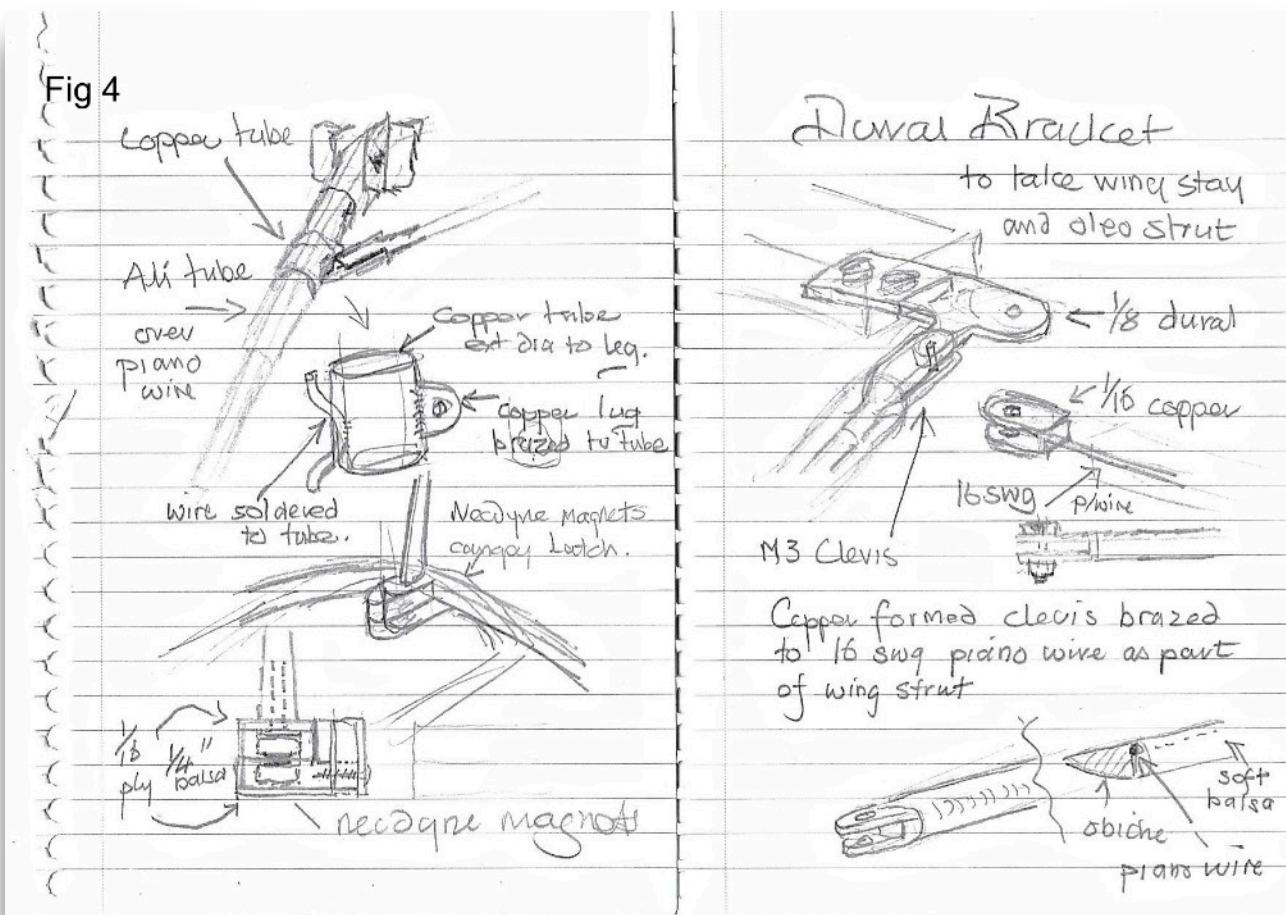 Fig 4
Copper tube
Ali tube
over
piano
wire
Copper tube
ext dia to leg.
Copper lug
brazed to tube
wire soldered
to tube.
Neodyne magnets
Latch.
1/16
ply
1/4"
balsa
neodyne magnets
Dural Bracket
to take wing stay
and oleo strut
1/8 dural
1/16 copper
16swg
p/wire
M3 Clevis
Copper formed clevis brazed
to 16 swg piano wire as part
of wing strut
soft
balsa
obiche
piano wire